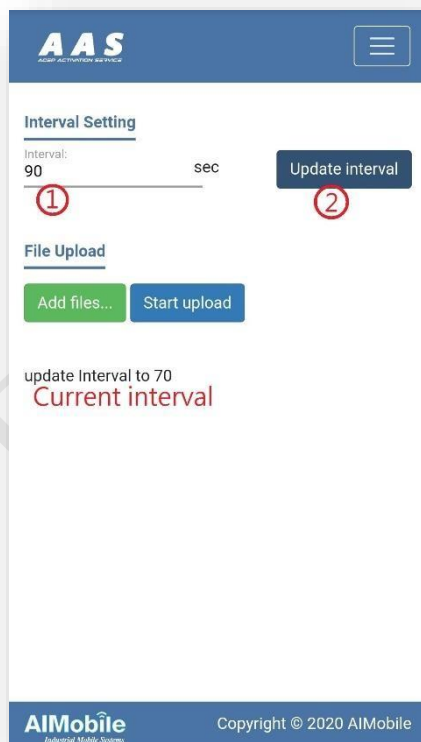 AAS
ACEP ACTIVATION SERVICE
Interval Setting
Interval:
90 sec Update interval
① ②
File Upload
Add files... Start upload
update Interval to 70
Current interval
AIMobile Copyright © 2020 AIMobile
Industrial Mobile Systems